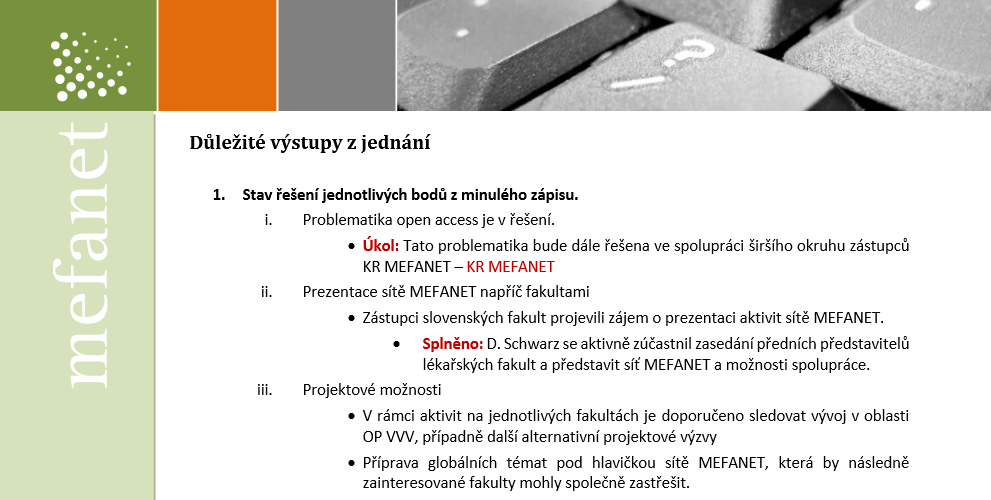 mefanet
Důležité výstupy z jednání
1. Stav řešení jednotlivých bodů z minulého zápisu.
i. Problematika open access je v řešení.
• Úkol: Tato problematika bude dále řešena ve spolupráci širšího okruhu zástupců
KR MEFANET – KR MEFANET
ii. Prezentace sítě MEFANET napříč fakultami
• Zástupci slovenských fakult projevili zájem o prezentaci aktivit sítě MEFANET.
• Splněno: D. Schwarz se aktivně zúčastnil zasedání předních představitelů
lékařských fakult a představit síť MEFANET a možnosti spolupráce.
iii. Projektové možnosti
• V rámci aktivit na jednotlivých fakultách je doporučeno sledovat vývoj v oblasti
OP VVV, případně další alternativní projektové výzvy
• Příprava globálních témat pod hlavičkou sítě MEFANET, která by následně
zainteresované fakulty mohly společně zastřešit.